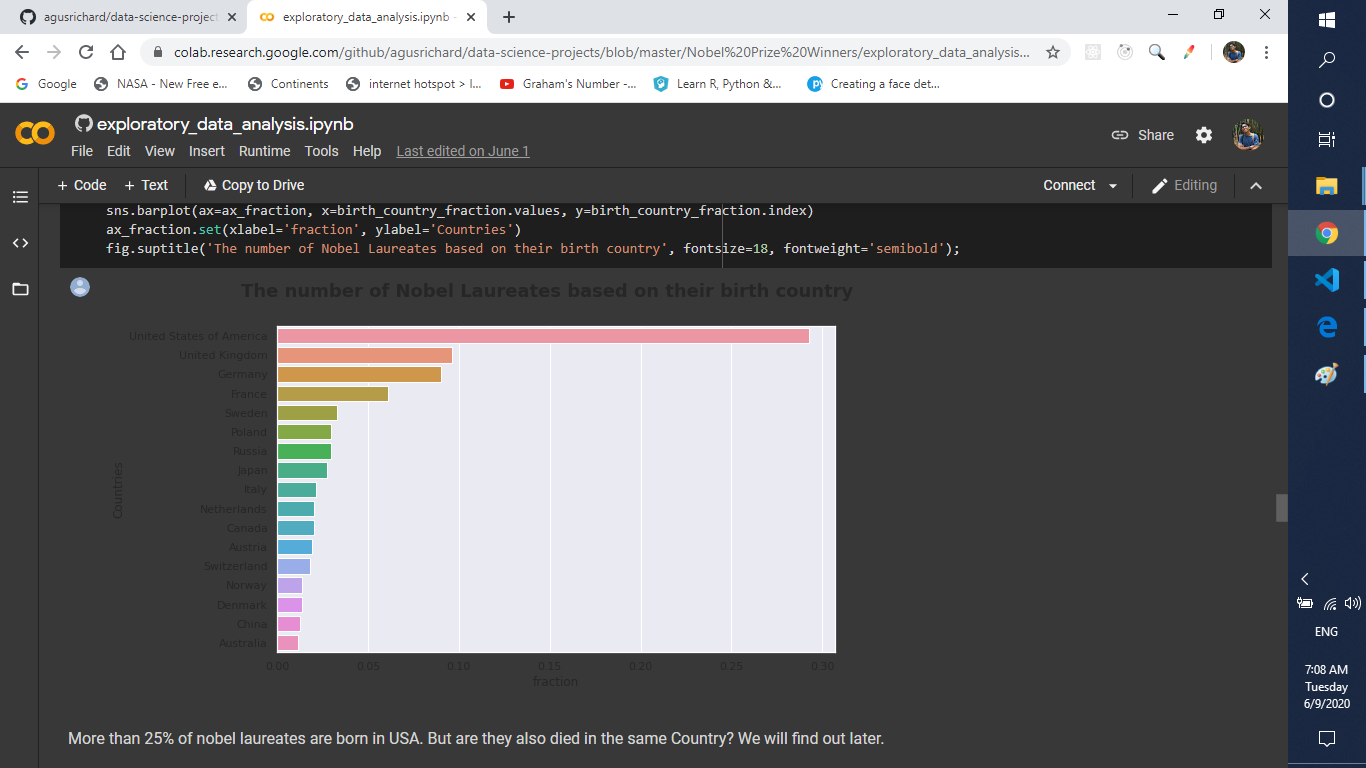 agusrichard/data-science-project
exploratory_data_analysis.ipynb -
colab.research.google.com/github/agusrichard/data-science-projects/blob/master/Nobel%20Prize%20Winners/exploratory_data_analysis...
Google
NASA - New Free e...
Continents
internet hotspot > I...
Graham's Number -...
Learn R, Python &...
Creating a face det...
exploratory_data_analysis.ipynb
File Edit View Insert Runtime Tools Help Last edited on June 1
Share
+ Code + Text Copy to Drive
Connect
Editing
sns.barplot(ax=ax_fraction, x=birth_country_fraction.values, y=birth_country_fraction.index)
ax_fraction.set(xlabel='fraction', ylabel='Countries')
fig.suptitle('The number of Nobel Laureates based on their birth country', fontsize=18, fontweight='semibold');
The number of Nobel Laureates based on their birth country
Countries
United States of America
United Kingdom
Germany
France
Sweden
Poland
Russia
Japan
Italy
Netherlands
Canada
Austria
Switzerland
Norway
Denmark
China
Australia
0.00 0.05 0.10 0.15 0.20 0.25 0.30
fraction
More than 25% of nobel laureates are born in USA. But are they also died in the same Country? We will find out later.
ENG
7:08 AM
Tuesday
6/9/2020